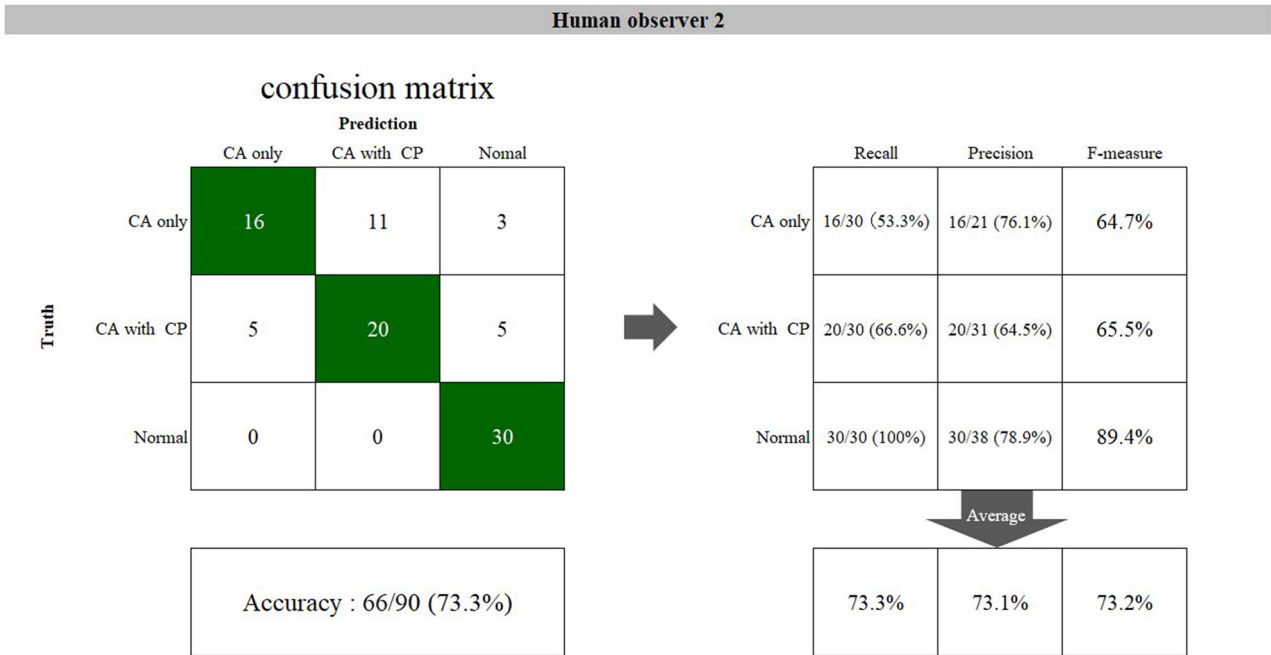 Human observer 2
confusion matrix
Prediction
CA only CA with CP Nomal
Truth
CA only 16 11 3
CA with CP 5 20 5
Normal 0 0 30
Accuracy : 66/90 (73.3%)
Recall Precision F-measure
CA only 16/30 (53.3%) 16/21 (76.1%) 64.7%
CA with CP 20/30 (66.6%) 20/31 (64.5%) 65.5%
Normal 30/30 (100%) 30/38 (78.9%) 89.4%
Average
73.3% 73.1% 73.2%